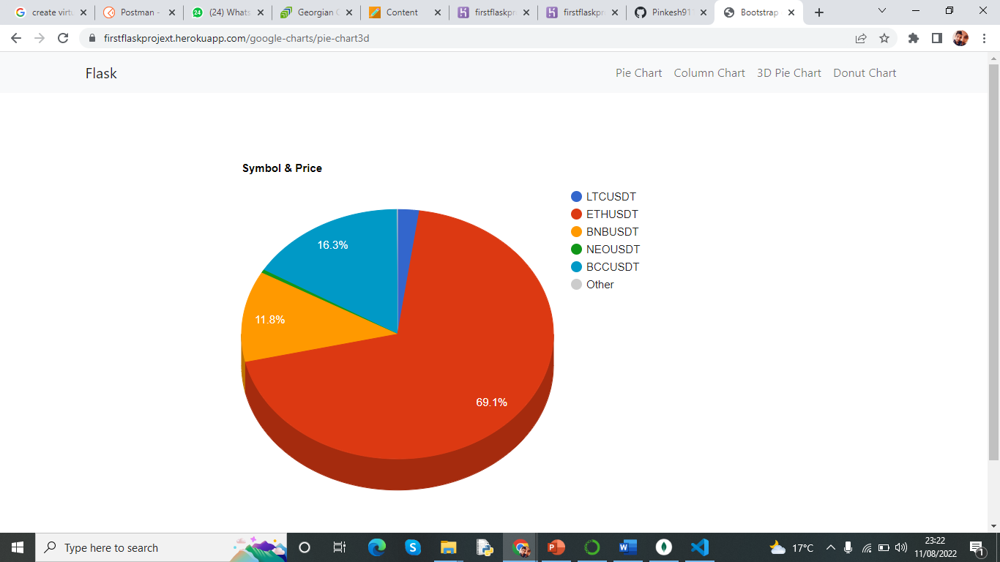 create virtu
Postman -
(24) Whats
Georgian C
Content
firstflaskpr
firstflaskpr
Pinkesh91
Bootstrap
firstflaskprojext.herokuapp.com/google-charts/pie-chart3d
Flask
Pie Chart
Column Chart
3D Pie Chart
Donut Chart
Symbol & Price
LTCUSDT
ETHUSDT
BNBUSDT
NEOUSDT
BCCUSDT
Other
16.3%
11.8%
69.1%
Type here to search
17°C
23:22
11/08/2022